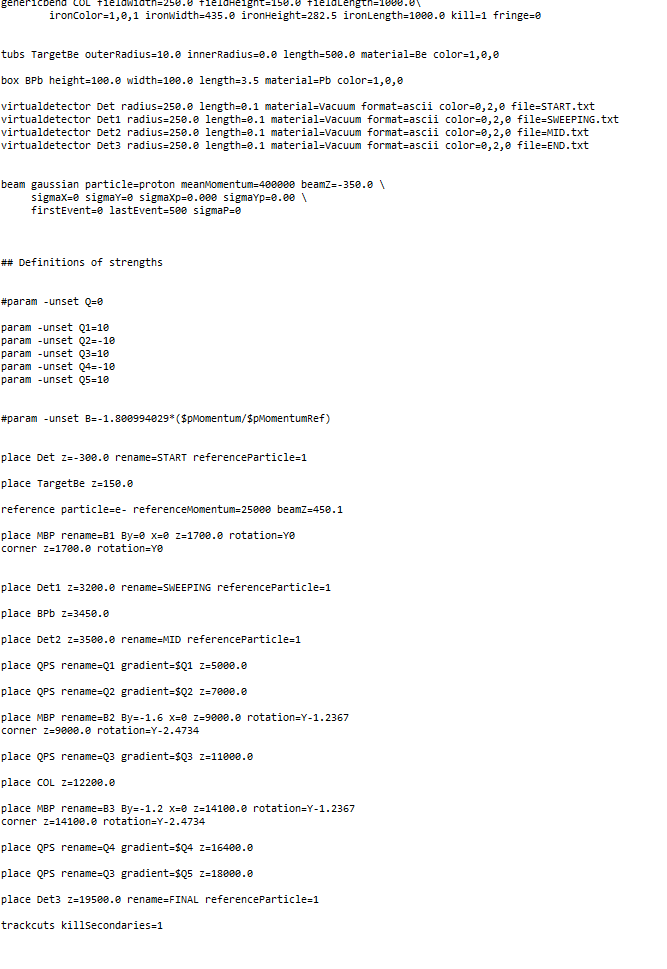 genericbend COL fieldWidth=250.0 fieldHeight=150.0 fieldLength=1000.0\
ironColor=1,0,1 ironWidth=435.0 ironHeight=282.5 ironLength=1000.0 kill=1 fringe=0
tubs TargetBe outerRadius=10.0 innerRadius=0.0 length=500.0 material=Be color=1,0,0
box BPb height=100.0 width=100.0 length=3.5 material=Pb color=1,0,0
virtualdetector Det radius=250.0 length=0.1 material=Vacuum format=ascii color=0,2,0 file=START.txt
virtualdetector Det1 radius=250.0 length=0.1 material=Vacuum format=ascii color=0,2,0 file=SWEEPING.txt
virtualdetector Det2 radius=250.0 length=0.1 material=Vacuum format=ascii color=0,2,0 file=MID.txt
virtualdetector Det3 radius=250.0 length=0.1 material=Vacuum format=ascii color=0,2,0 file=END.txt
beam gaussian particle=proton meanMomentum=400000 beamZ=-350.0 \
sigmaX=0 sigmaY=0 sigmaXp=0.000 sigmaYp=0.00 \
firstEvent=0 lastEvent=500 sigmaP=0
## Definitions of strengths
#param -unset Q=0
param -unset Q1=10
param -unset Q2=-10
param -unset Q3=10
param -unset Q4=-10
param -unset Q5=10
#param -unset B=-1.800994029*($pMomentum/$pMomentumRef)
place Det z=-300.0 rename=START referenceParticle=1
place TargetBe z=150.0
reference particle=e- referenceMomentum=25000 beamZ=450.1
place MBP rename=B1 By=0 x=0 z=1700.0 rotation=Y0
corner z=1700.0 rotation=Y0
place Det1 z=3200.0 rename=SWEEPING referenceParticle=1
place BPb z=3450.0
place Det2 z=3500.0 rename=MID referenceParticle=1
place QPS rename=Q1 gradient=$Q1 z=5000.0
place QPS rename=Q2 gradient=$Q2 z=7000.0
place MBP rename=B2 By=-1.6 x=0 z=9000.0 rotation=Y-1.2367
corner z=9000.0 rotation=Y-2.4734
place QPS rename=Q3 gradient=$Q3 z=11000.0
place COL z=12200.0
place MBP rename=B3 By=-1.2 x=0 z=14100.0 rotation=Y-1.2367
corner z=14100.0 rotation=Y-2.4734
place QPS rename=Q4 gradient=$Q4 z=16400.0
place QPS rename=Q3 gradient=$Q5 z=18000.0
place Det3 z=19500.0 rename=FINAL referenceParticle=1
trackcuts killSecondaries=1